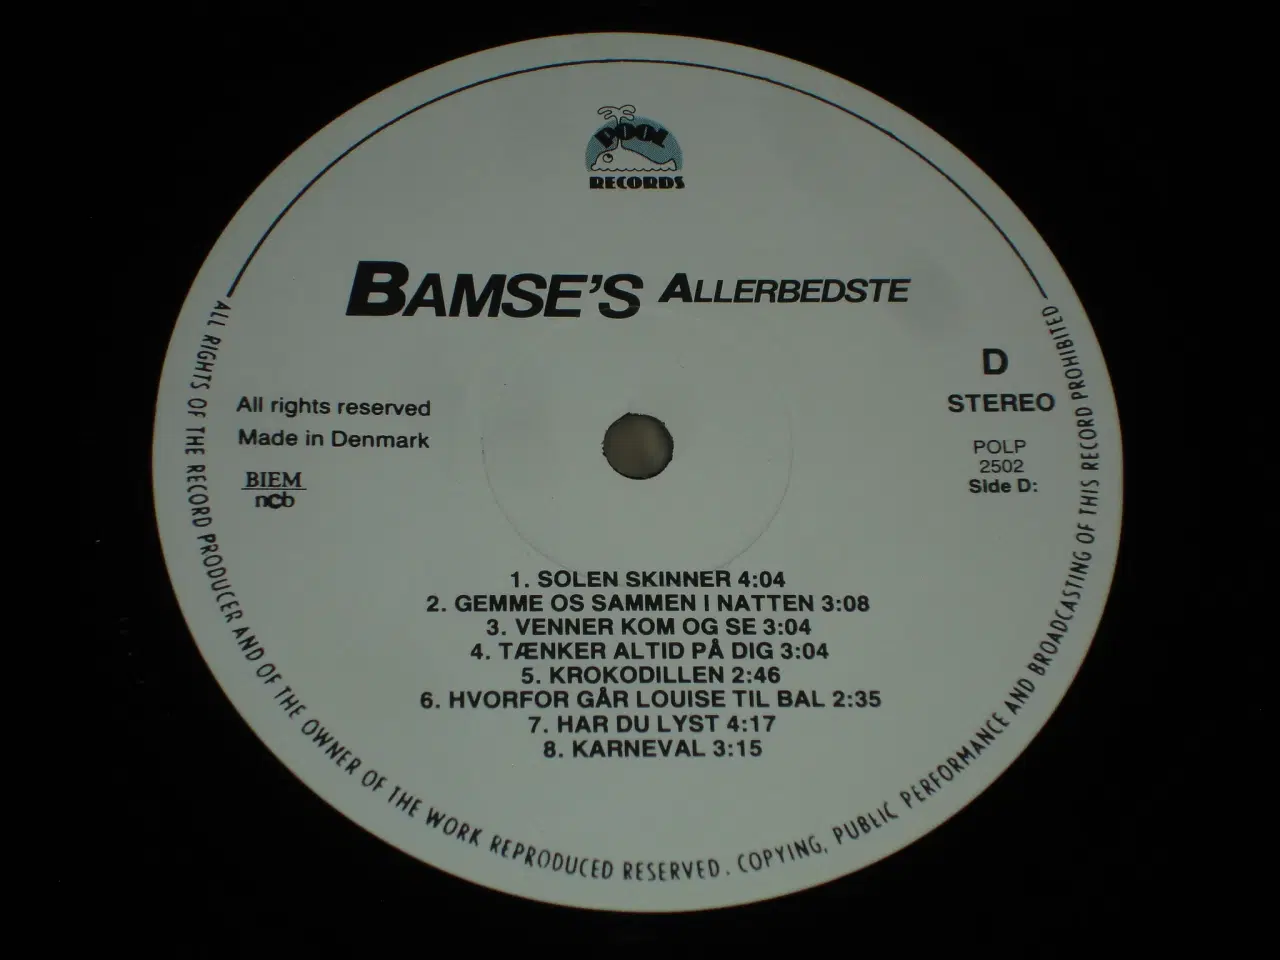 POOL
RECORDS
BAMSE'S ALLERBEDSTE
D
STEREO
All rights reserved
Made in Denmark
BIEM
ncb
POLP
2502
Side D:
1. SOLEN SKINNER 4:04
2. GEMME OS SAMMEN I NATTEN 3:08
3. VENNER KOM OG SE 3:04
4. TÆNKER ALTID PÅ DIG 3:04
5. KROKODILLEN 2:46
6. HVORFOR GÅR LOUISE TIL BAL 2:35
7. HAR DU LYST 4:17
8. KARNEVAL 3:15
ALL RIGHTS OF THE RECORD PRODUCER AND OF THE OWNER OF THE WORK REPRODUCED RESERVED. COPYING, PUBLIC PERFORMANCE AND BROADCASTING OF THIS RECORD PROHIBITED